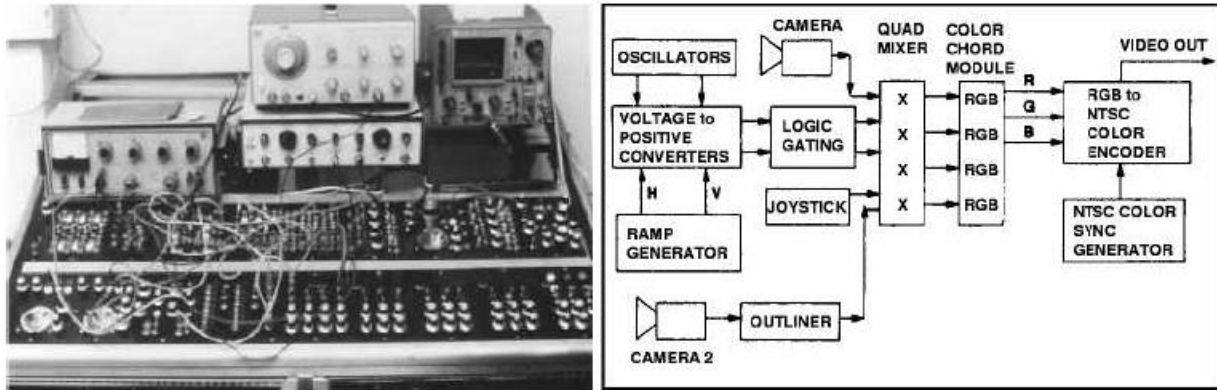 CAMERA
QUAD
MIXER
COLOR
CHORD
MODULE
VIDEO OUT
OSCILLATORS
VOLTAGE to
POSITIVE
CONVERTERS
LOGIC
GATING
X
X
X
X
RGB
RGB
RGB
RGB
R
G
B
RGB to
NTSC
COLOR
ENCODER
H
V
JOYSTICK
RAMP
GENERATOR
NTSC COLOR
SYNC
GENERATOR
OUTLINER
CAMERA 2